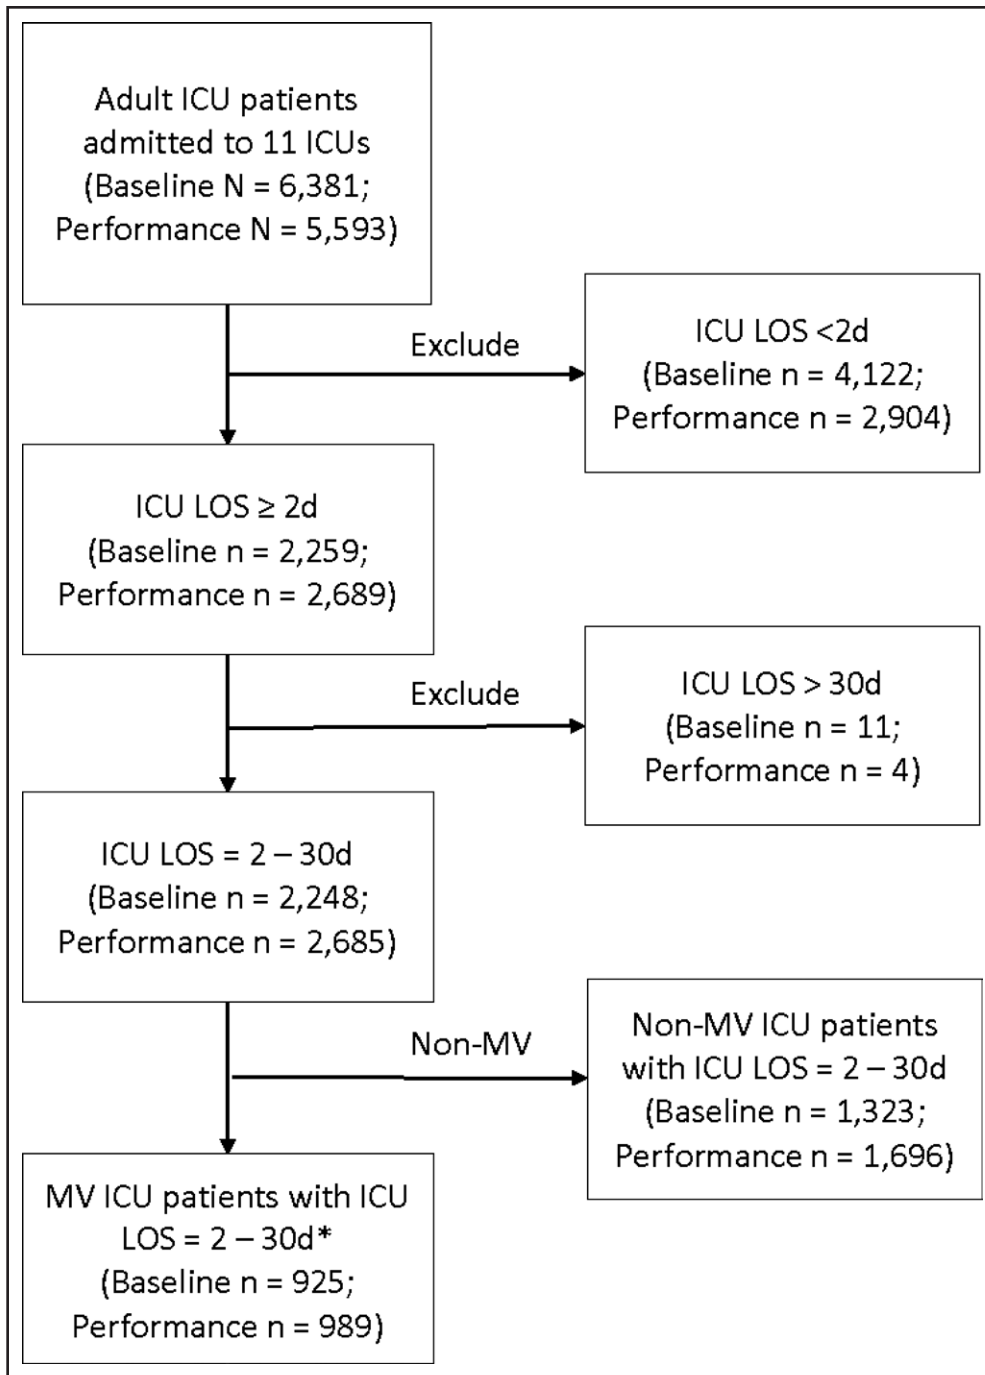 Adult ICU patients
admitted to 11 ICUs
(Baseline N = 6,381;
Performance N = 5,593)
Exclude
ICU LOS <2d
(Baseline n = 4,122;
Performance n = 2,904)
ICU LOS ≥ 2d
(Baseline n = 2,259;
Performance n = 2,689)
Exclude
ICU LOS > 30d
(Baseline n = 11;
Performance n = 4)
ICU LOS = 2 – 30d
(Baseline n = 2,248;
Performance n = 2,685)
Non-MV
Non-MV ICU patients
with ICU LOS = 2 – 30d
(Baseline n = 1,323;
Performance n = 1,696)
MV ICU patients with ICU
LOS = 2 – 30d*
(Baseline n = 925;
Performance n = 989)